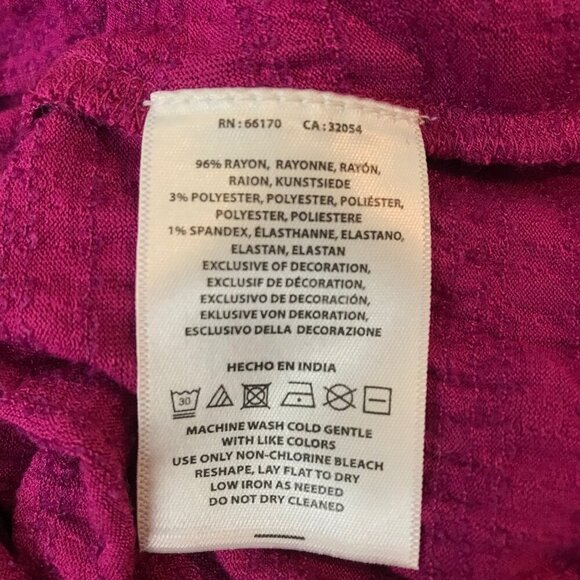 RN : 66170 CA : 32054
96% RAYON, RAYONNE, RAYÓN,
RAION, KUNSTSIEDE
3% POLYESTER, POLYESTER, POLIÉSTER,
POLYESTER, POLIESTERE
1% SPANDEX, ÉLASTHANNE, ELASTANO,
ELASTAN, ELASTAN
EXCLUSIVE OF DECORATION,
EXCLUSIF DE DÉCORATION,
EXCLUSIVO DE DECORACIÓN,
EKLUSIVE VON DEKORATION,
ESCLUSIVO DELLA DECORAZIONE
HECHO EN INDIA
30
MACHINE WASH COLD GENTLE
WITH LIKE COLORS
USE ONLY NON-CHLORINE BLEACH
RESHAPE, LAY FLAT TO DRY
LOW IRON AS NEEDED
DO NOT DRY CLEANED